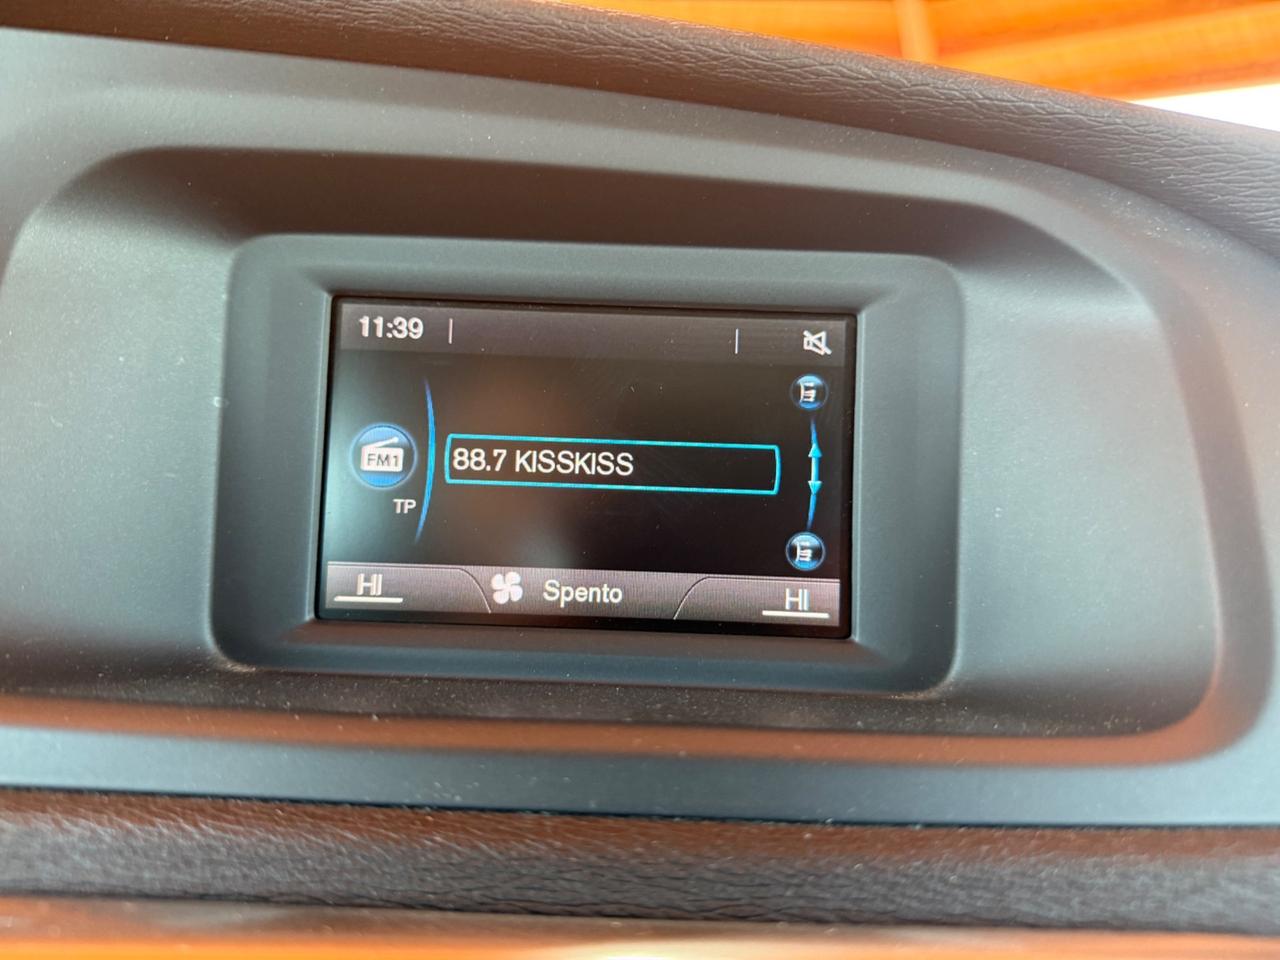 11:39
FM1
88.7 KISSKISS
TP
HI
Spento
HI